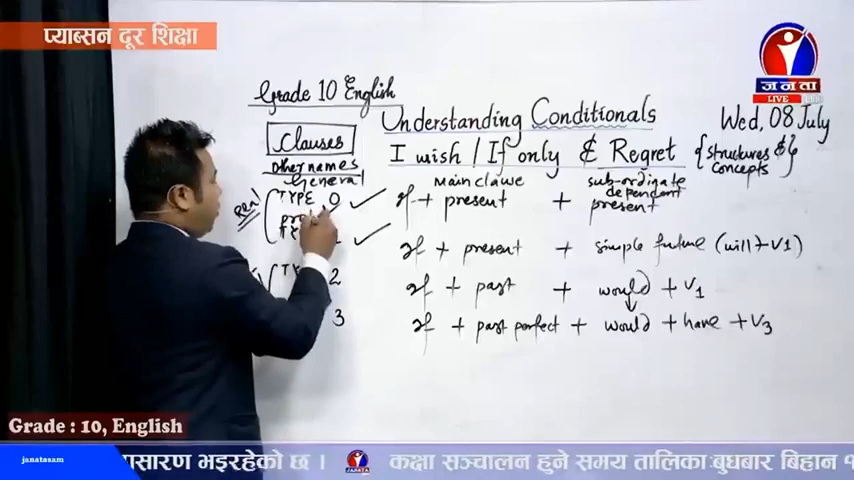 प्याब्सन दूर शिक्षा
जनता
LIVE HD
Grade 10 English
Understanding Conditionals
Wed, 08 July
Clauses
I wish / If only & Regret {structures & concepts}
Other names
General
main clause
sub-ordinate
dependent
TYPE 0 ✓ If + present + present
✓ If + present + simple future (will + V1)
2 If + past + would + V1
3 If + past perfect + would + have + V3
Grade : 10, English
janatasam
सारण भइरहेको छ । JANATA कक्षा सञ्चालन हुने समय तालिका: बुधबार बिहान